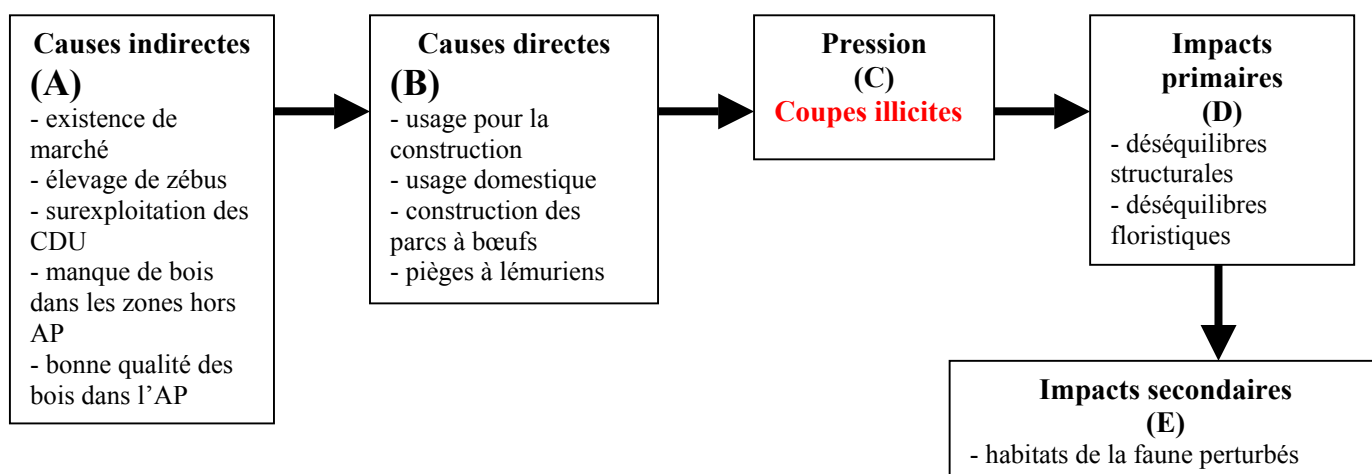 Causes indirectes
(A)
- existence de
marché
- élevage de zébus
- surexploitation des
CDU
- manque de bois
dans les zones hors
AP
- bonne qualité des
bois dans l’AP
Causes directes
(B)
- usage pour la
construction
- usage domestique
- construction des
parcs à bœufs
- pièges à lémuriens
Pression
(C)
Coupes illicites
Impacts
primaires
(D)
- déséquilibres
structurales
- déséquilibres
floristiques
Impacts secondaires
(E)
- habitats de la faune perturbés